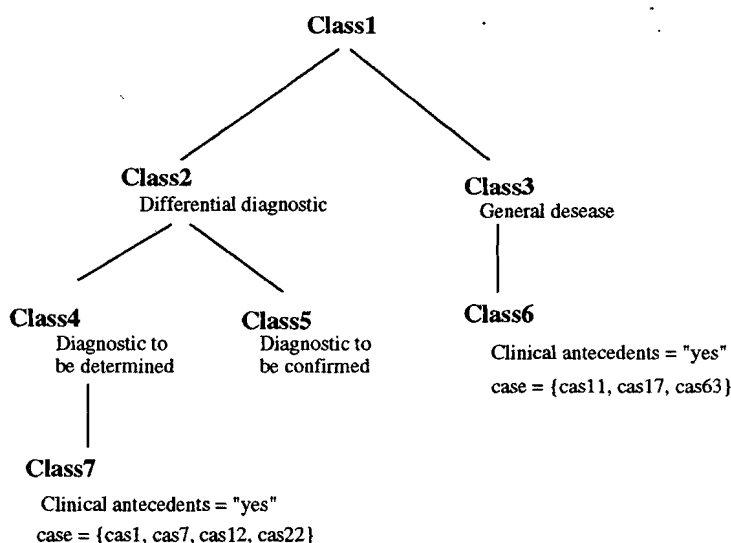 Class1
Class2
Differential diagnostic
Class3
General desease
Class4
Diagnostic to
be determined
Class5
Diagnostic to
be confirmed
Class6
Clinical antecedents = "yes"
case = {cas11, cas17, cas63}
Class7
Clinical antecedents = "yes"
case = {cas1, cas7, cas12, cas22}